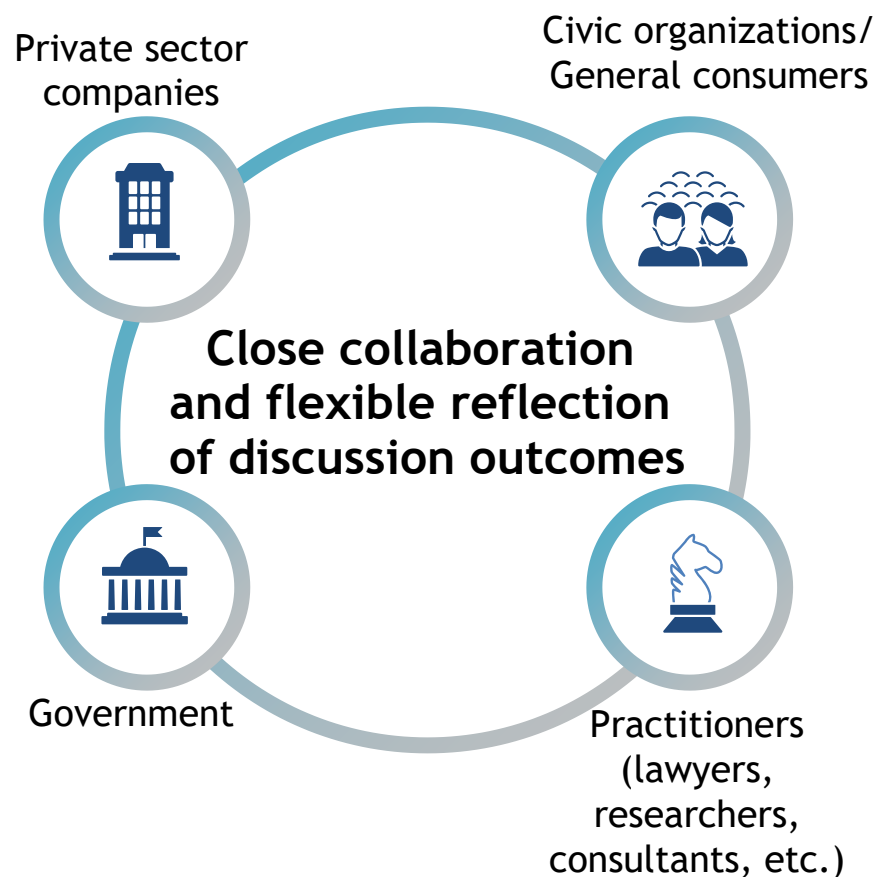 Private sector
companies
Civic organizations/
General consumers
Close collaboration
and flexible reflection
of discussion outcomes
Government
Practitioners
(lawyers,
researchers,
consultants, etc.)